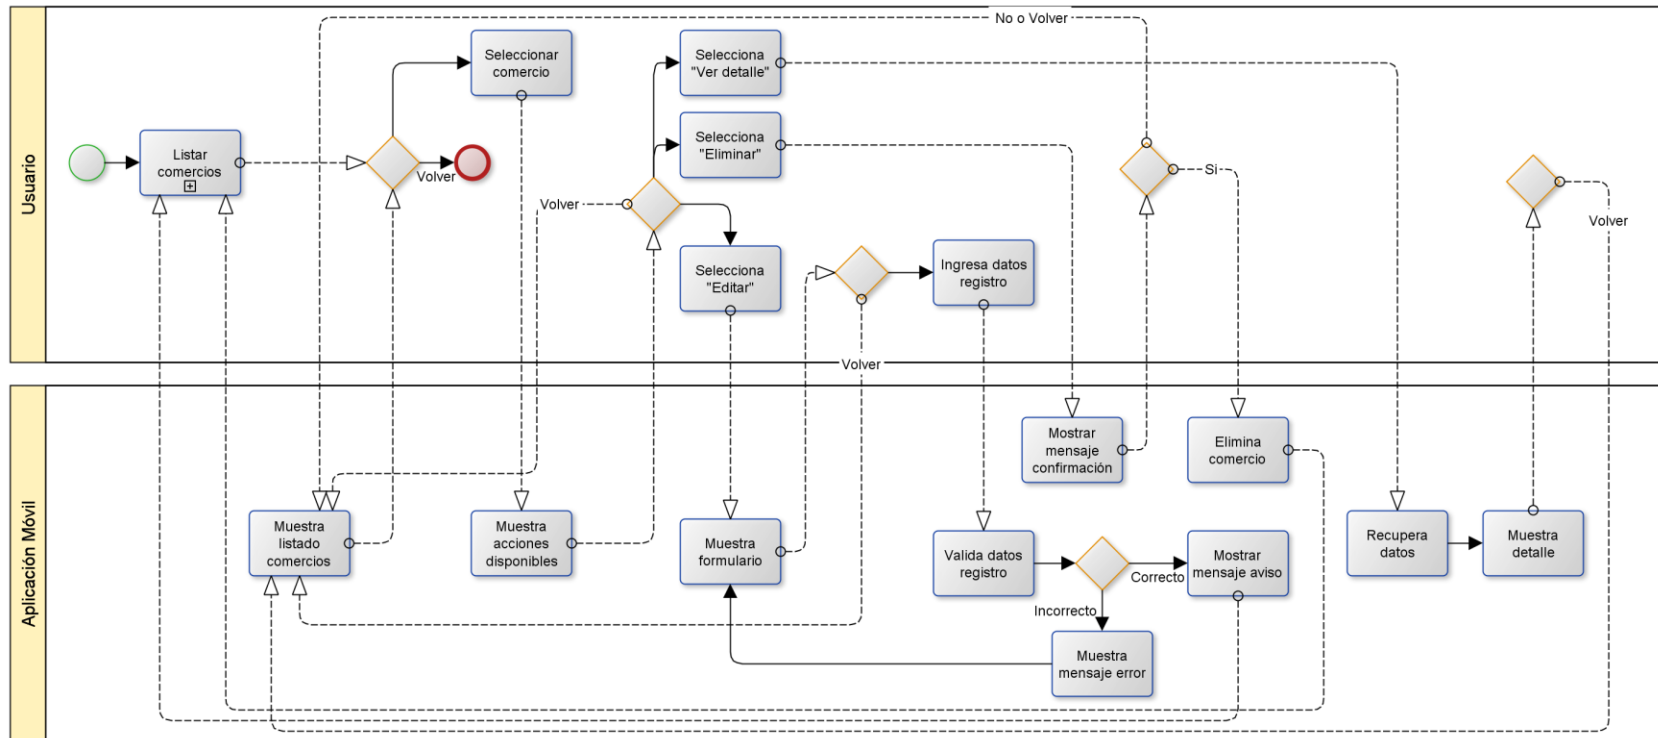 No o Volver
Usuario
Seleccionar
comercio
Selecciona
"Ver detalle"
Listar
comercios
Volver
Selecciona
"Eliminar"
Si
Volver
Volver
Selecciona
"Editar"
Ingresa datos
registro
Volver
Aplicación Móvil
Mostrar
mensaje
confirmación
Elimina
comercio
Muestra
listado
comercios
Muestra
acciones
disponibles
Muestra
formulario
Valida datos
registro
Correcto
Incorrecto
Mostrar
mensaje aviso
Recupera
datos
Muestra
detalle
Muestra
mensaje error